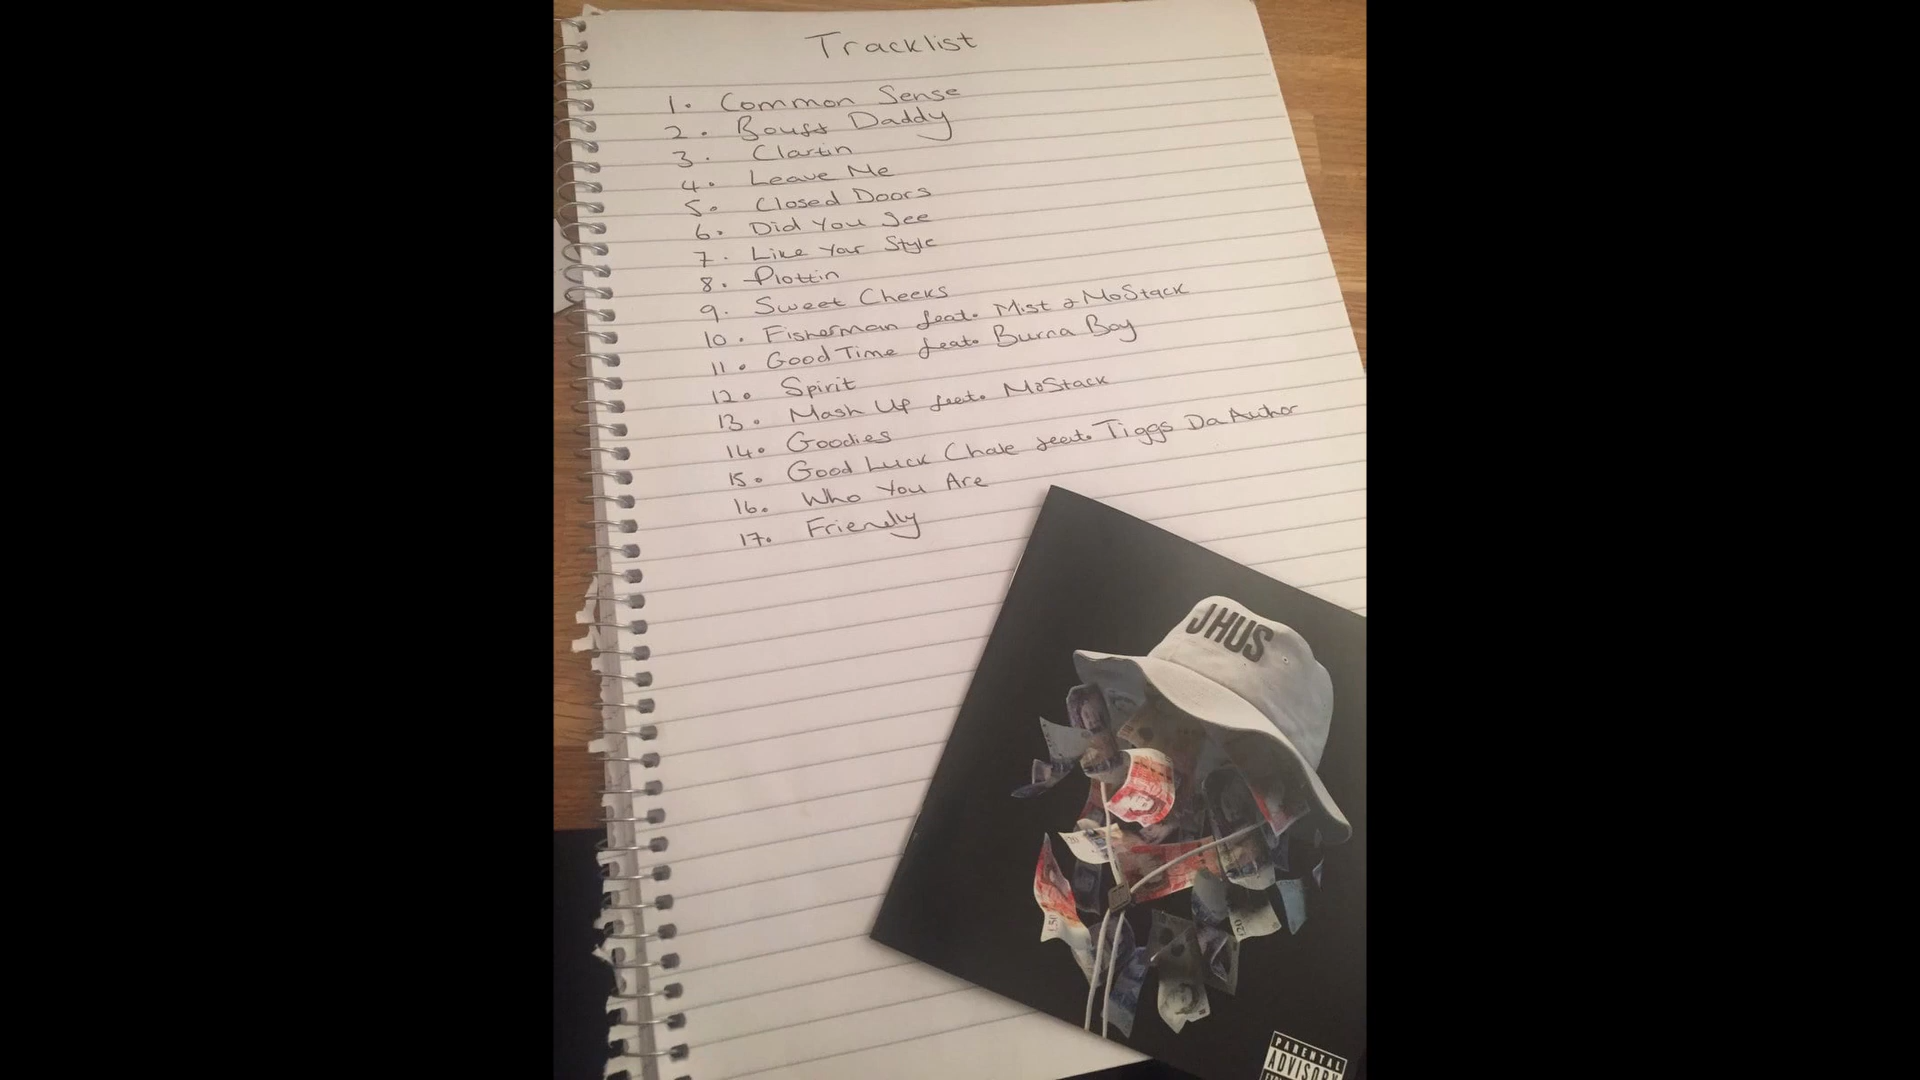 Tracklist
1. Common Sense
2. Bouff Daddy
3. Clartin
4. Leave Me
5. Closed Doors
6. Did You See
7. Like Your Style
8. Plottin
9. Sweet Cheeks
10. Fisherman feat. Mist & MoStack
11. Good Time feat. Burna Boy
12. Spirit
13. Mash Up feat. MoStack
14. Goodies
15. Good Luck Chale feat. Tiggs Da Author
16. Who You Are
17. Friendly
JHUS
£50
£20
PARENTAL
ADVISORY